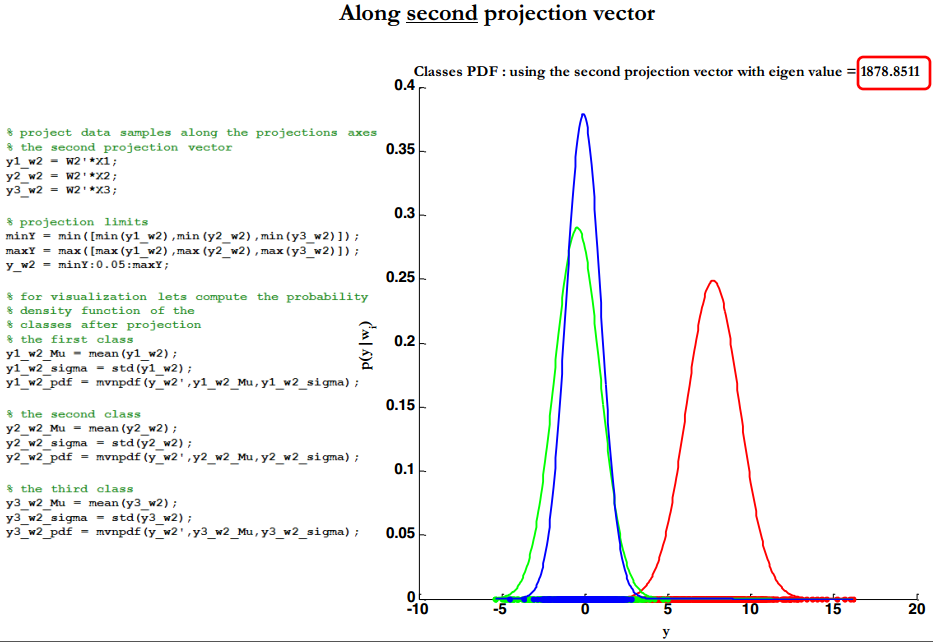 Along second projection vector
Classes PDF : using the second projection vector with eigen value = 1878.8511
% project data samples along the projections axes
% the second projection vector
y1_w2 = W2'*X1;
y2_w2 = W2'*X2;
y3_w2 = W2'*X3;
% projection limits
minY = min([min(y1_w2),min(y2_w2),min(y3_w2)]);
maxY = max([max(y1_w2),max(y2_w2),max(y3_w2)]);
y_w2 = minY:0.05:maxY;
% for visualization lets compute the probability
% density function of the
% classes after projection
% the first class
y1_w2_Mu = mean(y1_w2);
y1_w2_sigma = std(y1_w2);
y1_w2_pdf = mvnpdf(y_w2',y1_w2_Mu,y1_w2_sigma);
% the second class
y2_w2_Mu = mean(y2_w2);
y2_w2_sigma = std(y2_w2);
y2_w2_pdf = mvnpdf(y_w2',y2_w2_Mu,y2_w2_sigma);
% the third class
y3_w2_Mu = mean(y3_w2);
y3_w2_sigma = std(y3_w2);
y3_w2_pdf = mvnpdf(y_w2',y3_w2_Mu,y3_w2_sigma);
p(y|wi)
0.4
0.35
0.3
0.25
0.2
0.15
0.1
0.05
0
-10 -5 0 5 10 15 20
y